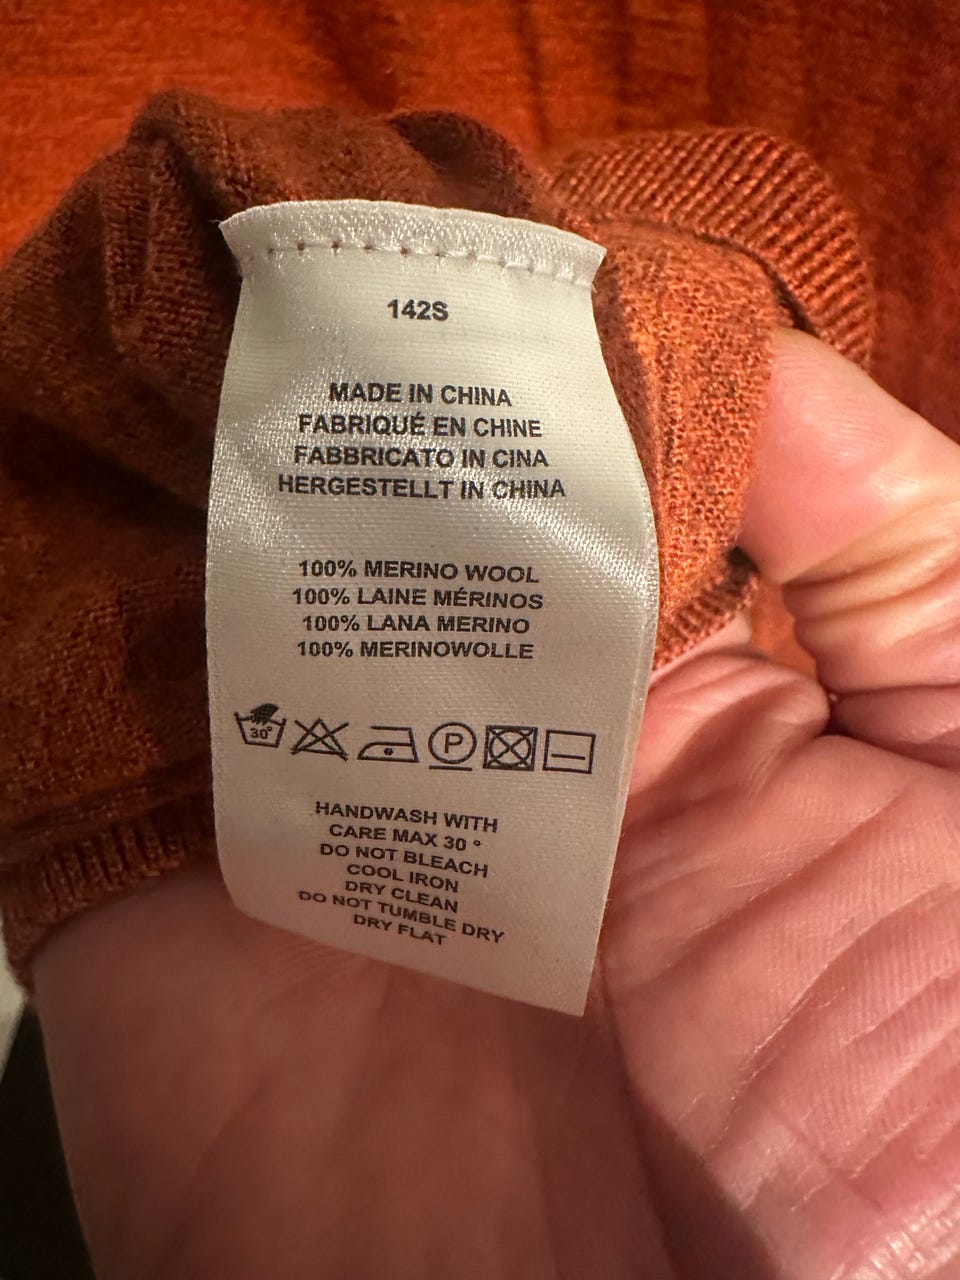 142S
MADE IN CHINA
FABRIQUÉ EN CHINE
FABBRICATO IN CINA
HERGESTELLT IN CHINA
100% MERINO WOOL
100% LAINE MÉRINOS
100% LANA MERINO
100% MERINOWOLLE
30° P
HANDWASH WITH
CARE MAX 30 °
DO NOT BLEACH
COOL IRON
DRY CLEAN
DO NOT TUMBLE DRY
DRY FLAT